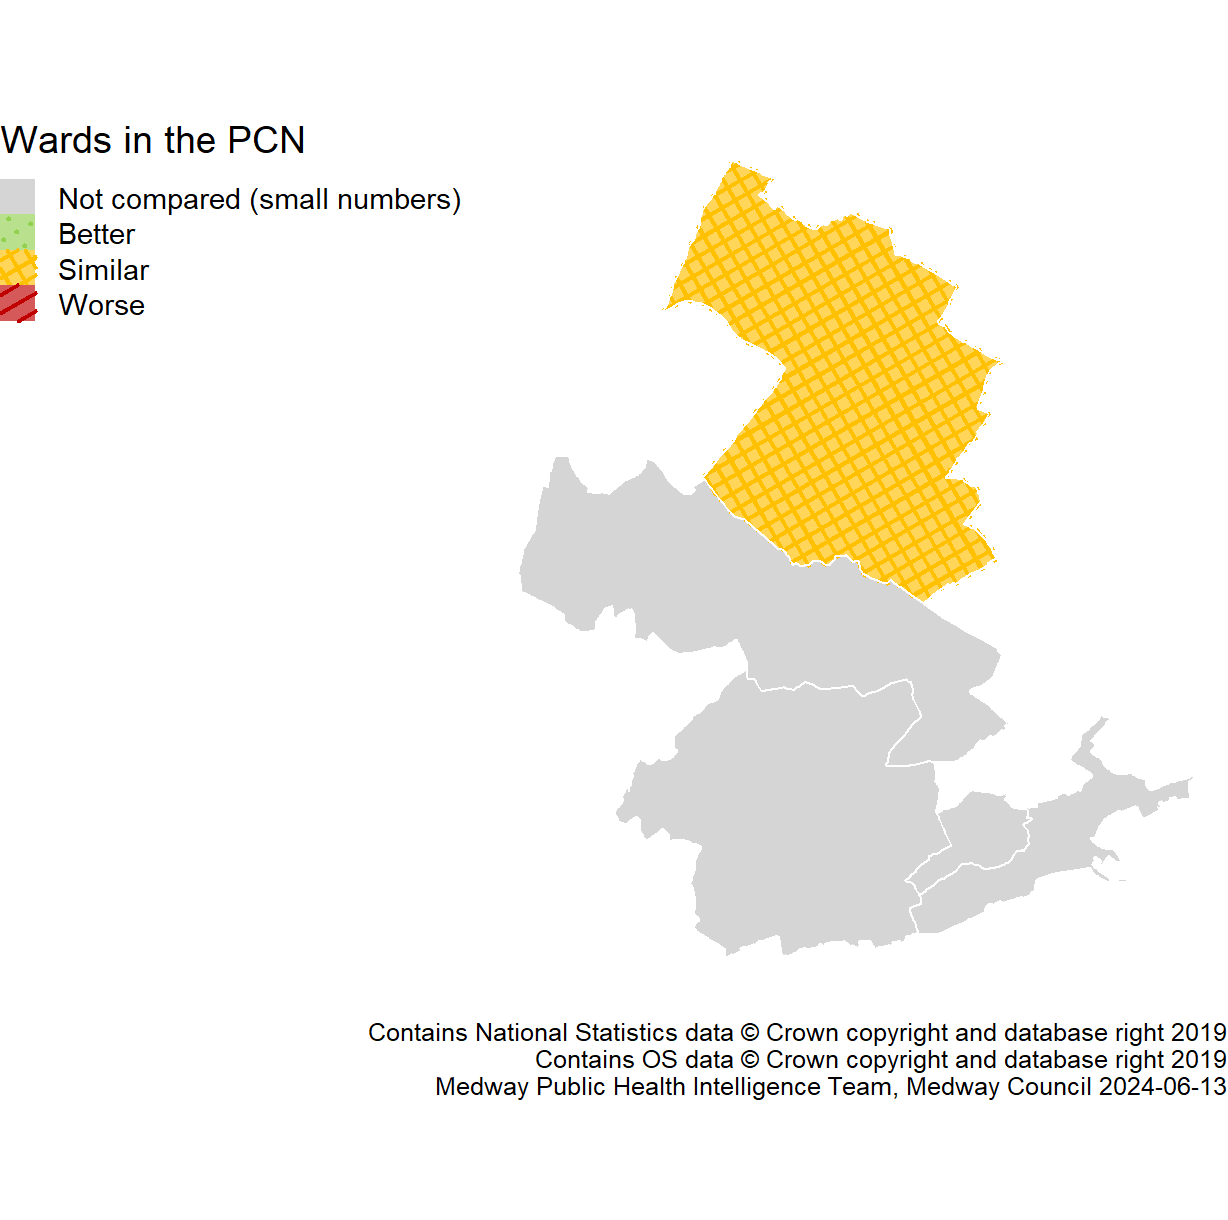 Wards in the PCN
Not compared (small numbers)
Better
Similar
Worse
Contains National Statistics data © Crown copyright and database right 2019
Contains OS data © Crown copyright and database right 2019
Medway Public Health Intelligence Team, Medway Council 2024-06-13